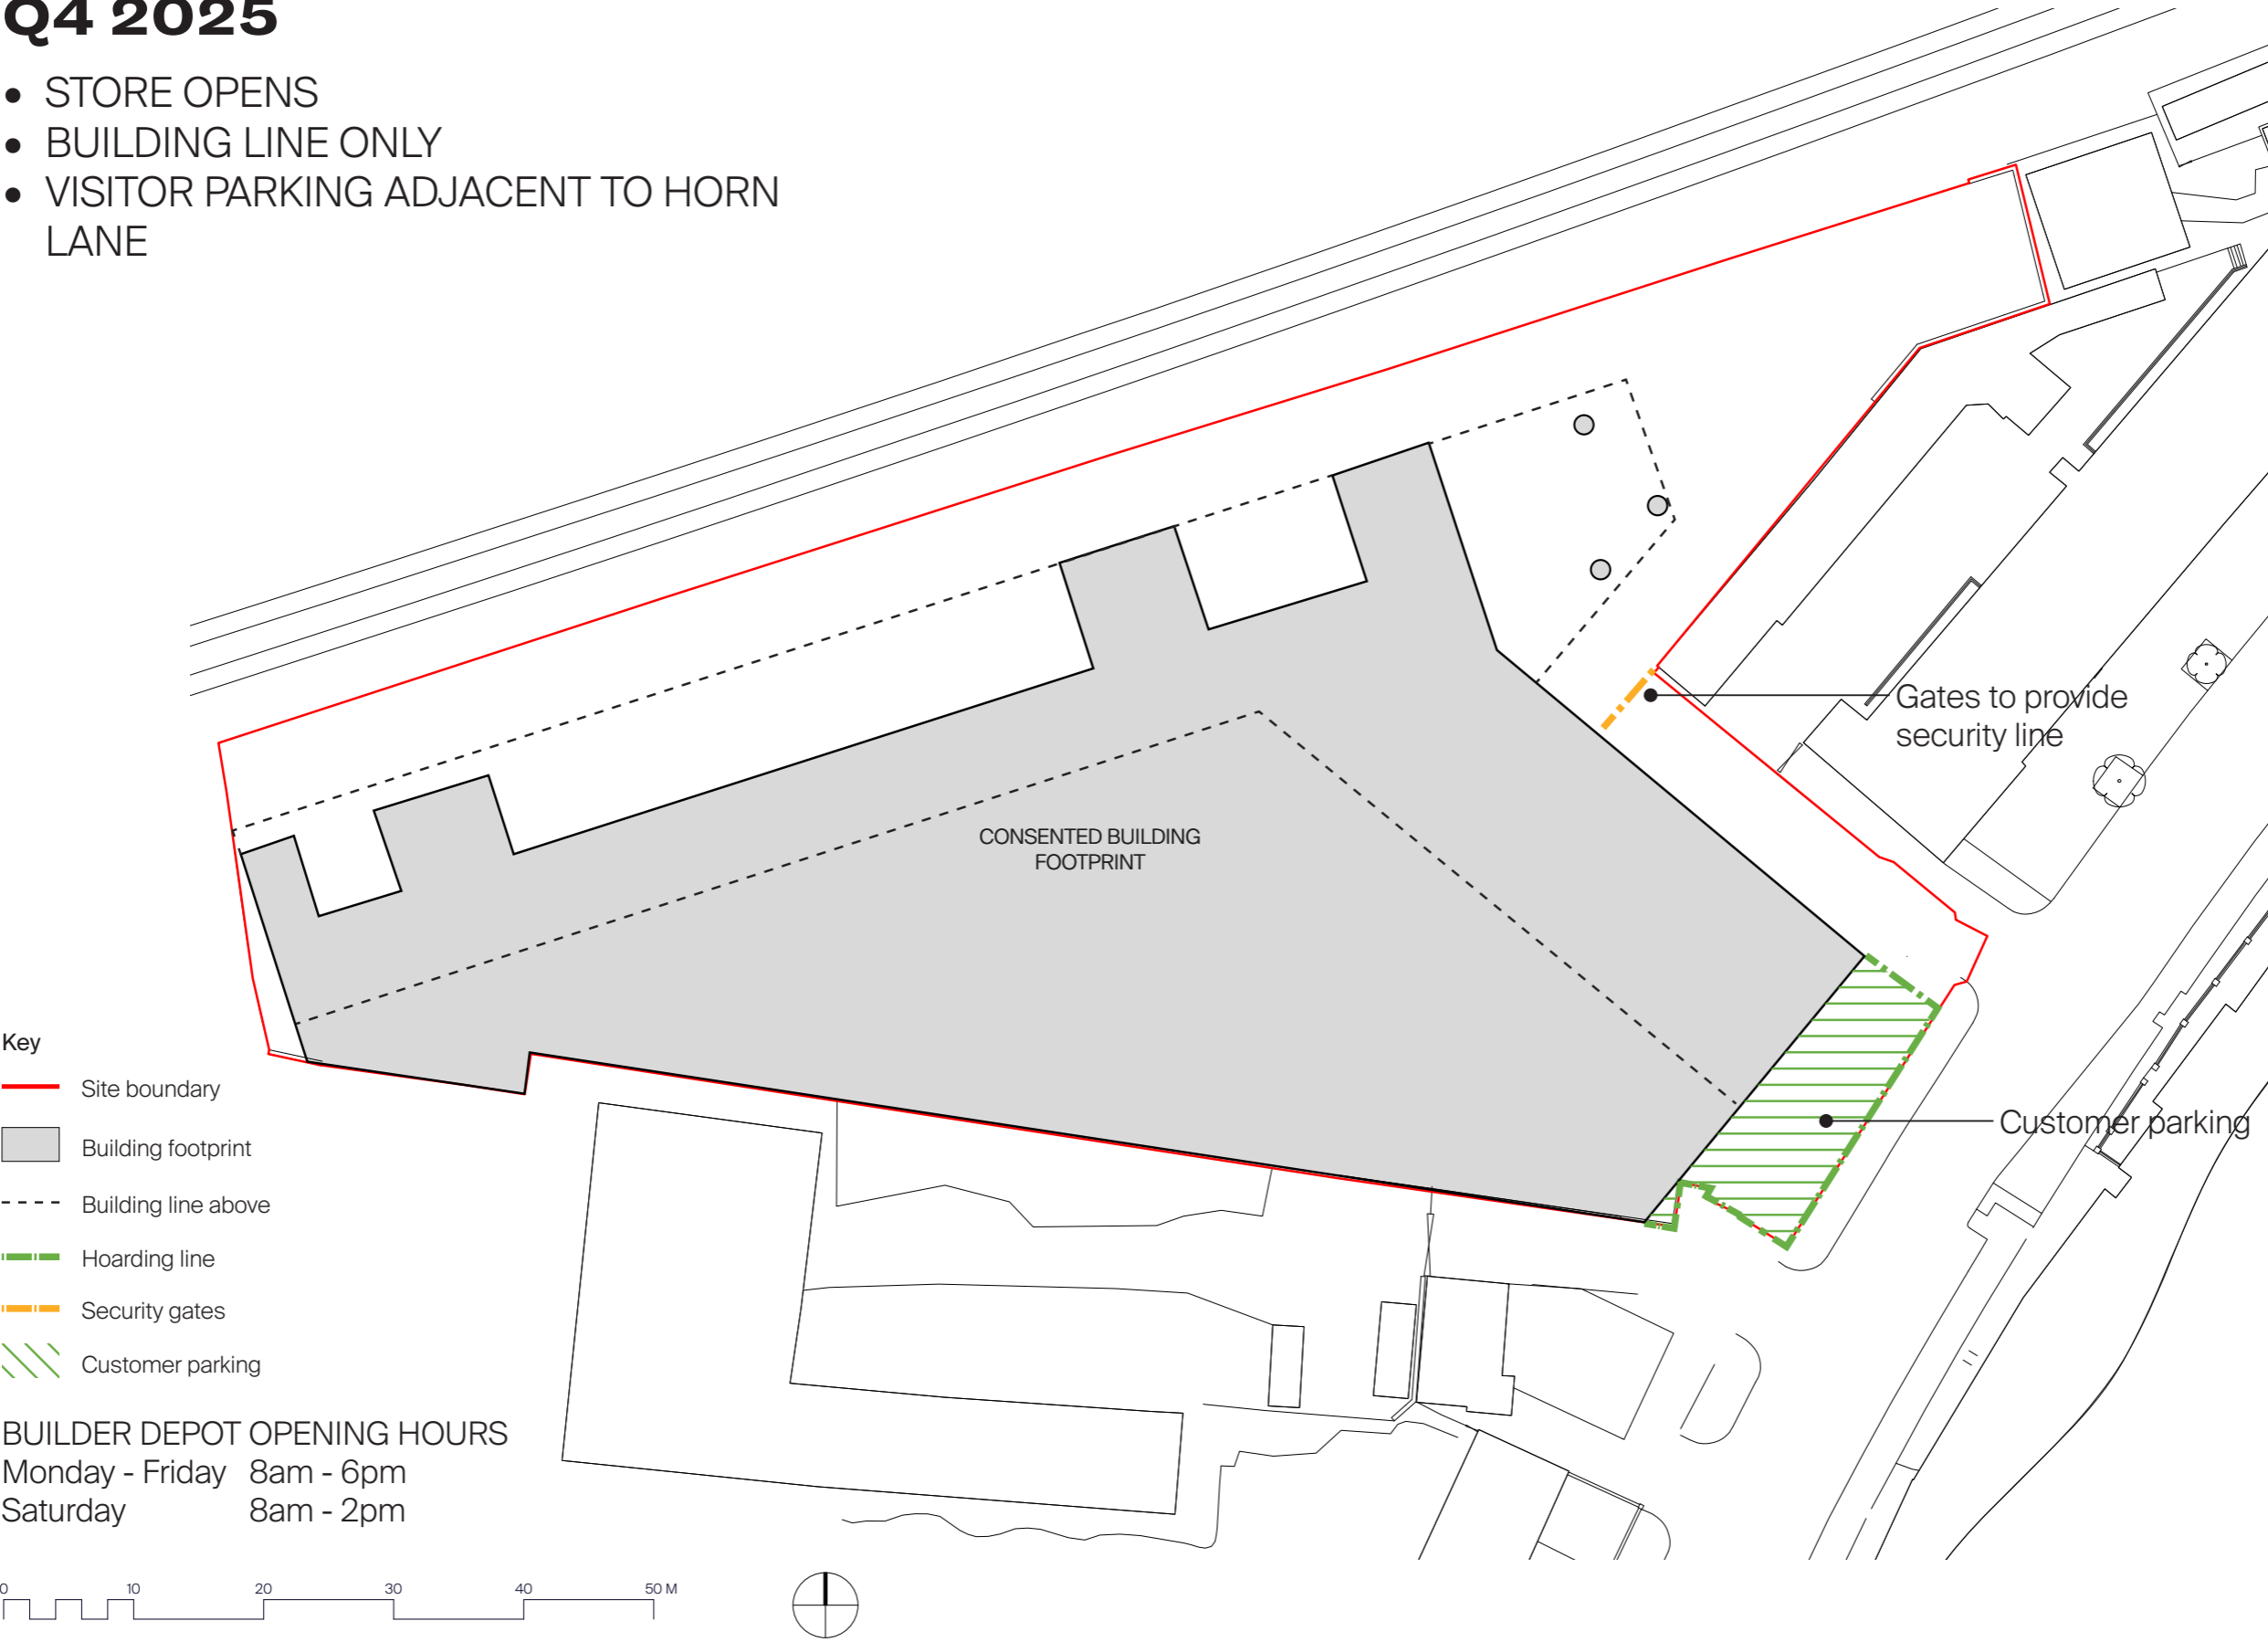 Q4 2025
• STORE OPENS
• BUILDING LINE ONLY
• VISITOR PARKING ADJACENT TO HORN
LANE
Gates to provide
security line
CONSENTED BUILDING
FOOTPRINT
Customer parking
Key
Site boundary
Building footprint
Building line above
Hoarding line
Security gates
Customer parking
BUILDER DEPOT OPENING HOURS
Monday - Friday 8am - 6pm
Saturday 8am - 2pm
0 10 20 30 40 50 M